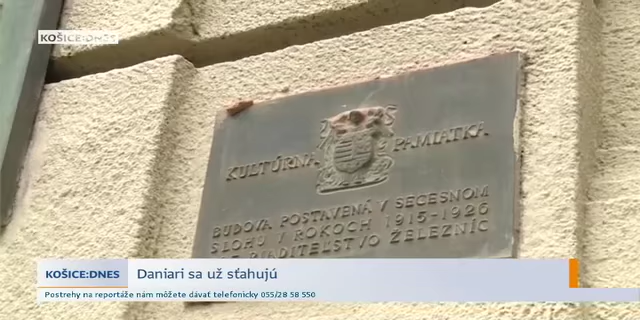 KOŠICE:DNES
KULTÚRNA PAMIATKA
BUDOVA POSTAVENÁ V SECESNOM
SLOHU V ROKOCH 1915-1926
RIADITEĽSTVO ŽELEZNÍC
KOŠICE:DNES Daniari sa už sťahujú
Postrehy na reportáže nám môžete dávať telefonicky 055/28 58 550